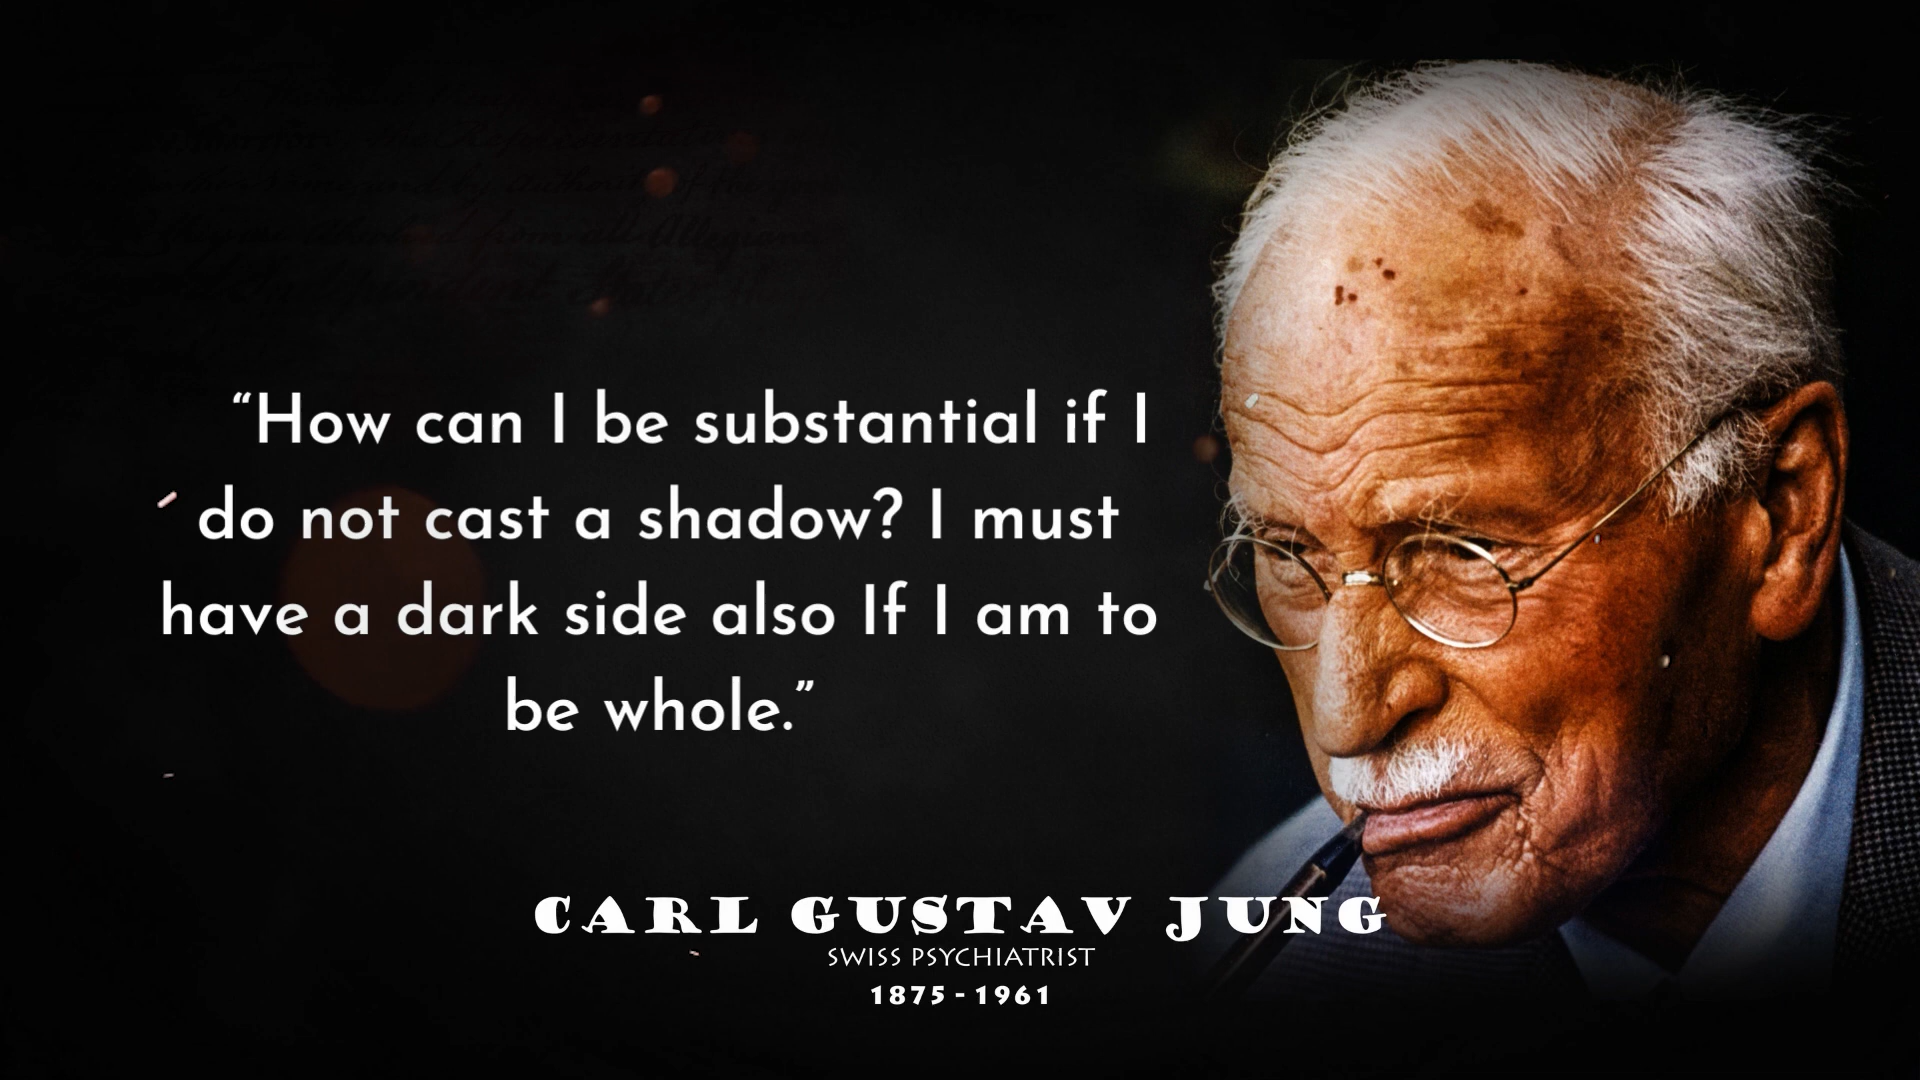 “How can I be substantial if I
do not cast a shadow? I must
have a dark side also If I am to
be whole.”
CARL GUSTAV JUNG
SWISS PSYCHIATRIST
1875-1961